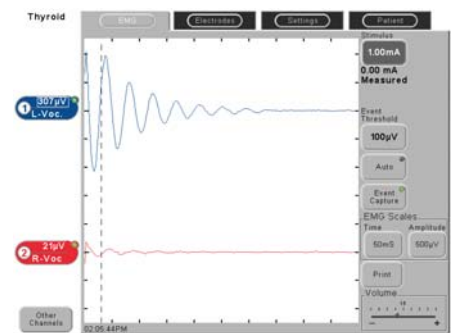 Thyroid
EMG
Electrodes
Settings
Patient
Stimulus
1.00mA
0.00 mA
Measured
Event
Threshold
100µV
Auto
Event
Capture
EMG Scales
Time
Amplitude
50mS
500µV
Print
Volume
1 307µV
L-Voc.
2 21µV
R-Voc
Other
Channels
02:05:44PM
- +